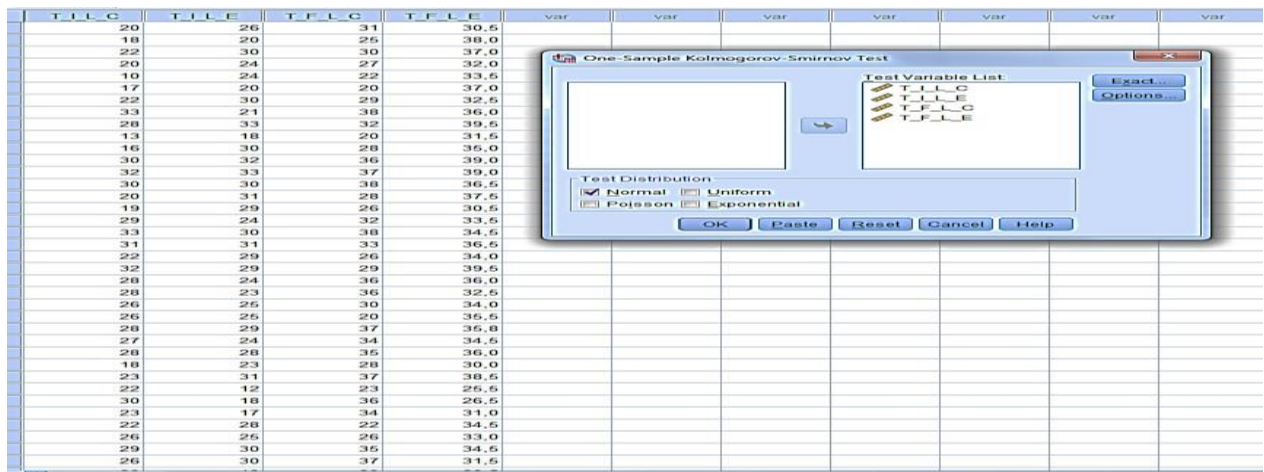 T_I_L_C T_I_L_E T_F_L_C T_F_L_E var var var var var var var
20 26 31 30,5
18 20 25 38,0
22 30 30 37,0
20 24 27 32,0
10 24 22 33,5
17 20 20 37,0
22 30 29 32,5
33 21 38 36,0
28 33 32 39,5
13 18 20 31,5
16 30 28 35,0
30 32 36 39,0
32 33 37 39,0
30 30 38 36,5
20 31 28 37,5
19 29 26 30,5
29 24 32 33,5
33 30 38 34,5
31 31 33 36,5
22 29 26 34,0
32 29 29 39,5
28 24 36 36,0
28 23 36 32,5
26 25 30 34,0
26 25 20 35,5
28 29 37 35,8
27 24 34 34,5
28 28 35 36,0
18 23 28 30,0
23 31 37 38,5
22 12 23 25,5
30 18 36 26,5
23 17 34 31,0
22 28 22 34,5
26 25 26 33,0
29 30 35 34,5
26 30 37 31,5
One-Sample Kolmogorov-Smirnov Test
Test Variable List:
T_I_L_C
T_I_L_E
T_F_L_C
T_F_L_E
Exact...
Options...
Test Distribution
Normal Uniform
Poisson Exponential
OK Paste Reset Cancel Help